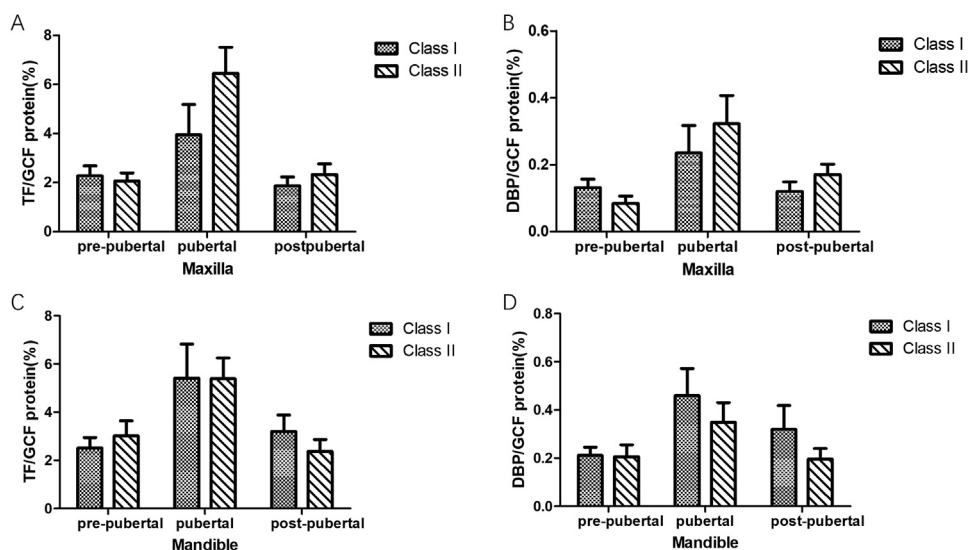 A
TF/GCF protein(%)
8
6
4
2
0
Class I
Class II
pre-pubertal pubertal postpubertal
Maxilla
B
DBP/GCF protein(%)
0.6
0.4
0.2
0.0
Class I
Class II
pre-pubertal pubertal post-pubertal
Maxilla
C
TF/GCF protein(%)
8
6
4
2
0
Class I
Class II
pre-pubertal pubertal post-pubertal
Mandible
D
DBP/GCF protein(%)
0.8
0.6
0.4
0.2
0.0
Class I
Class II
pre-pubertal pubertal post-pubertal
Mandible